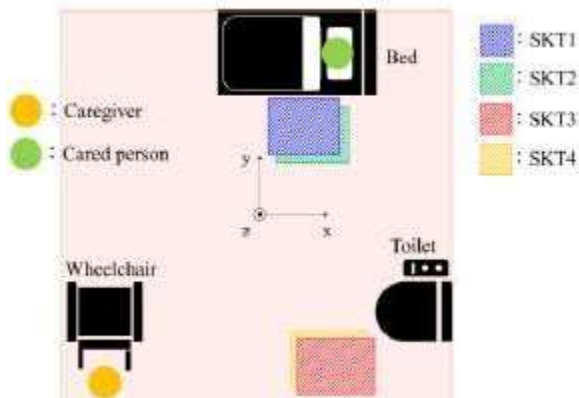 Bed
: SKT1
: SKT2
: SKT3
: SKT4
: Caregiver
: Cared person
y
z
x
Toilet
Wheelchair